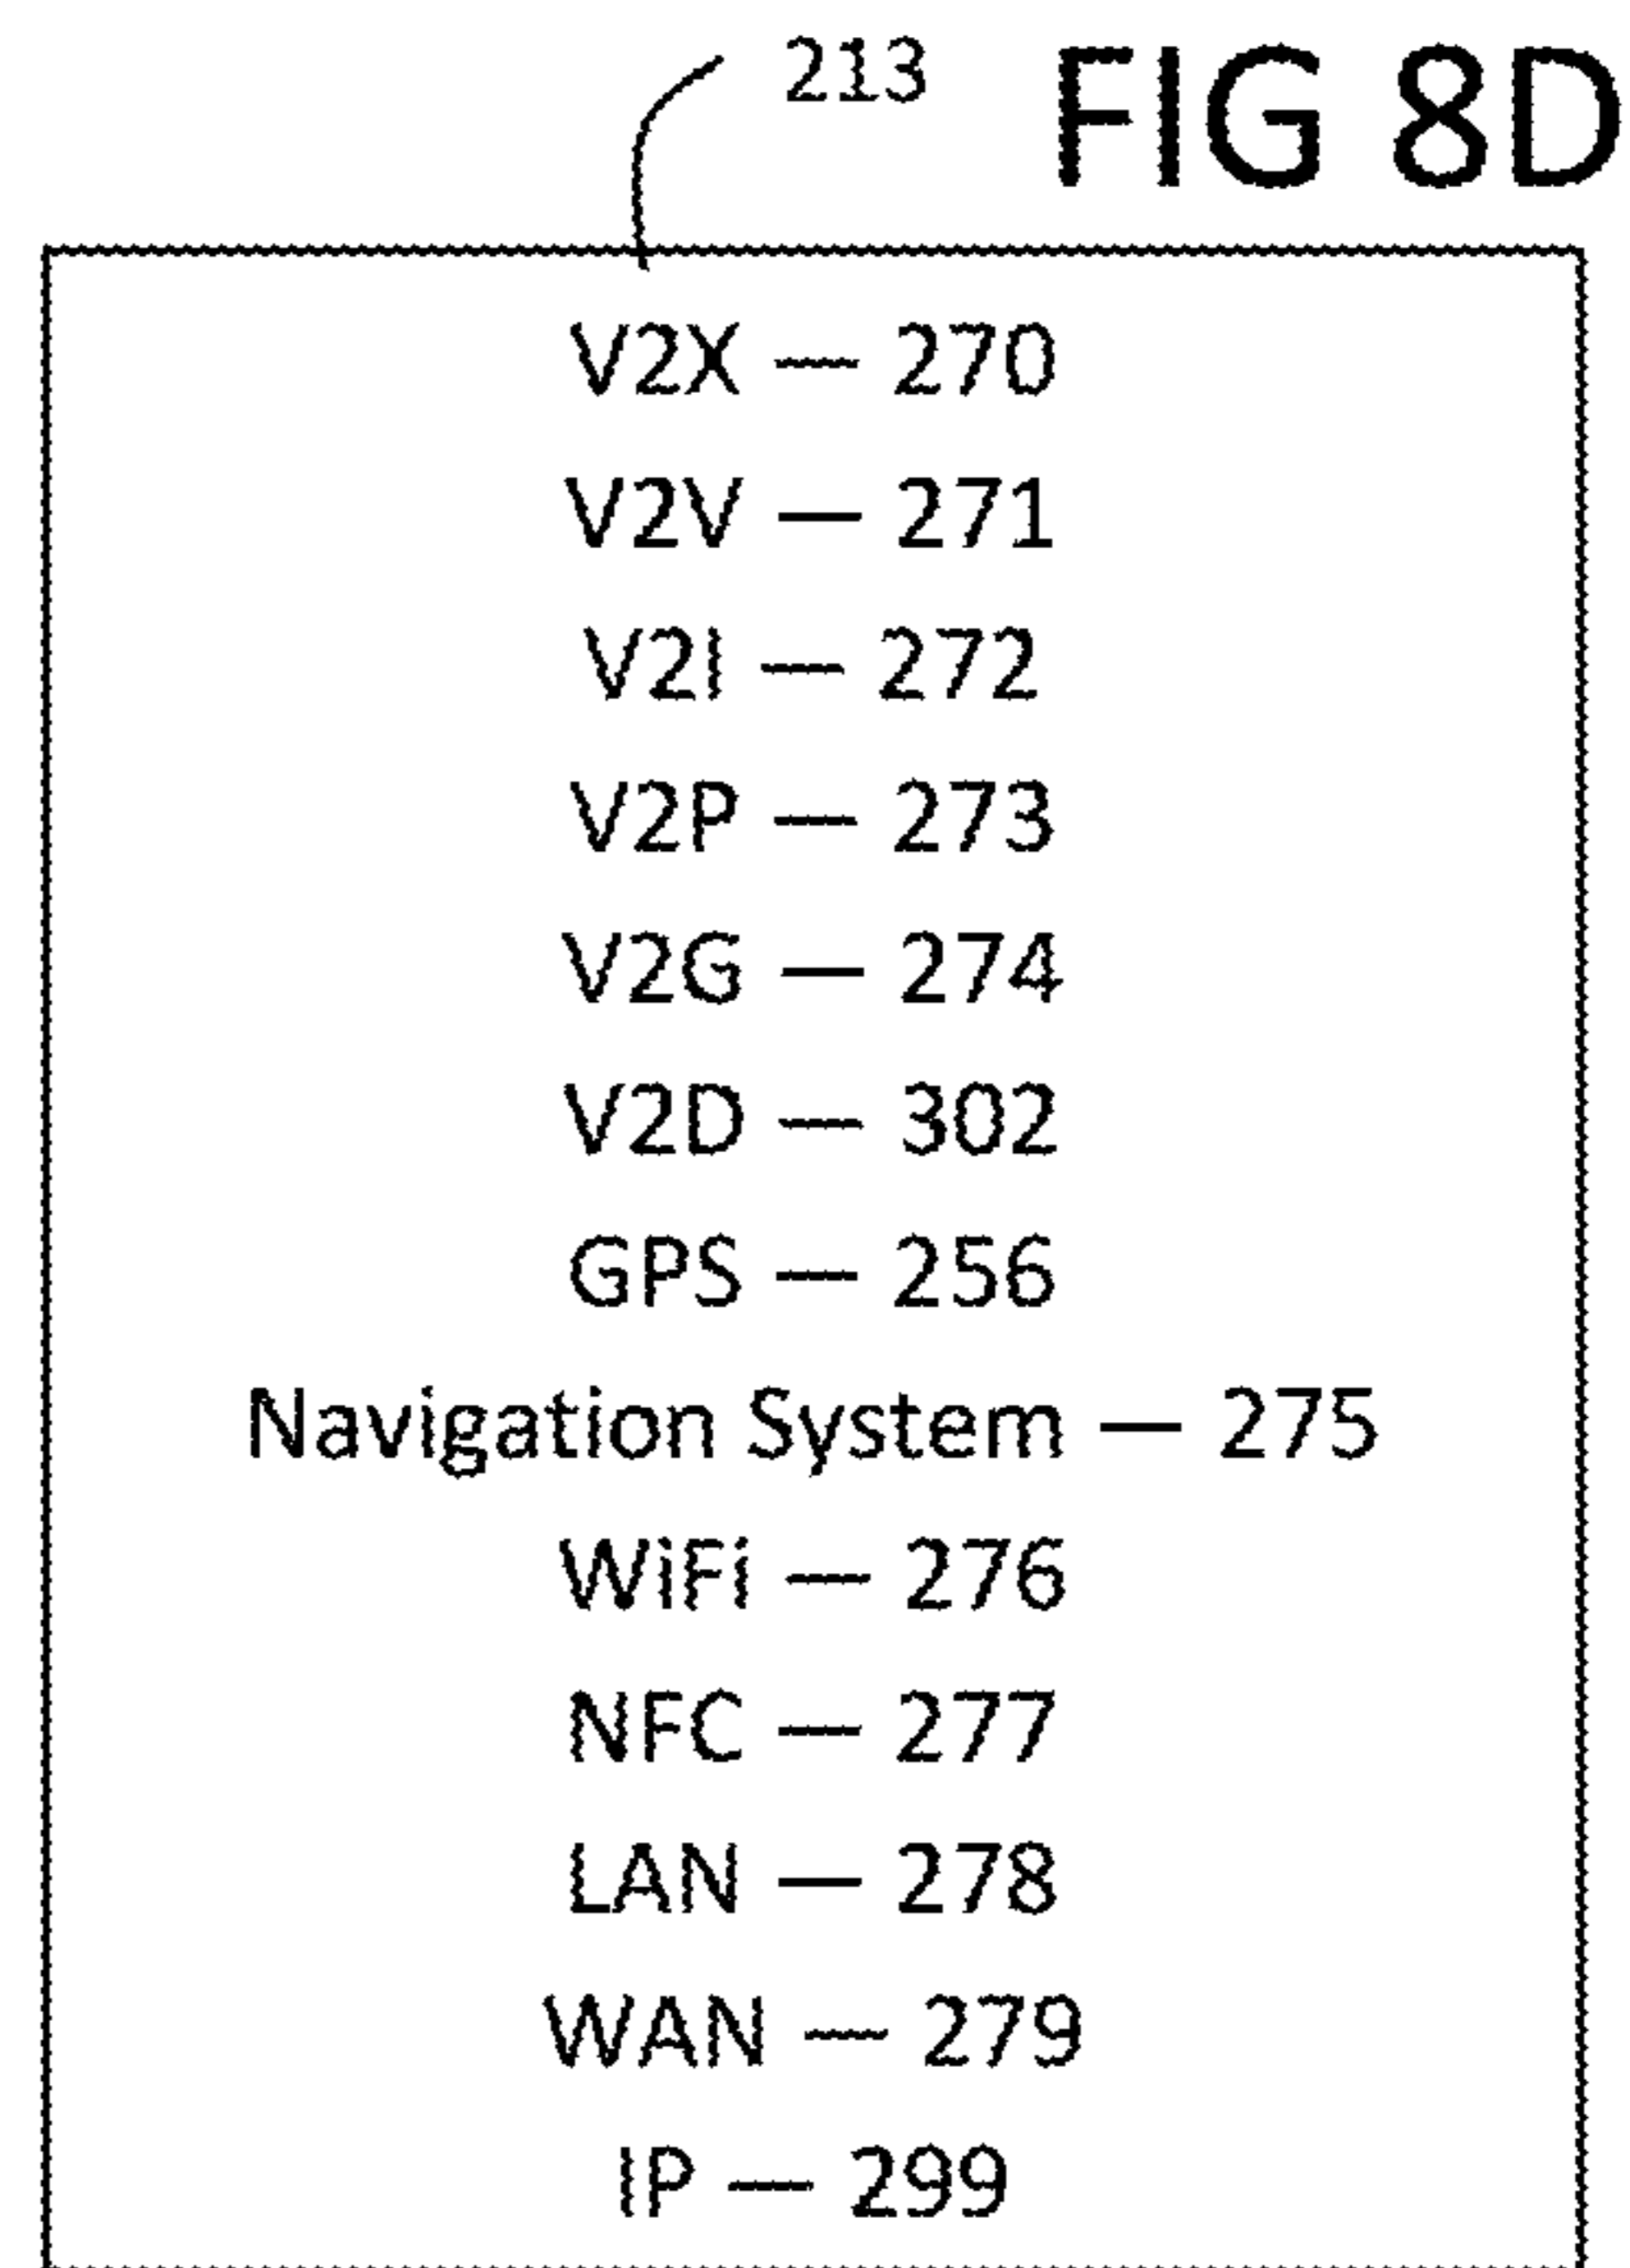 213
FIG 8D
V2X — 270
V2V — 271
V2I — 272
V2P — 273
V2G — 274
V2D — 302
GPS — 256
Navigation System — 275
WiFi — 276
NFC — 277
LAN — 278
WAN — 279
IP — 299